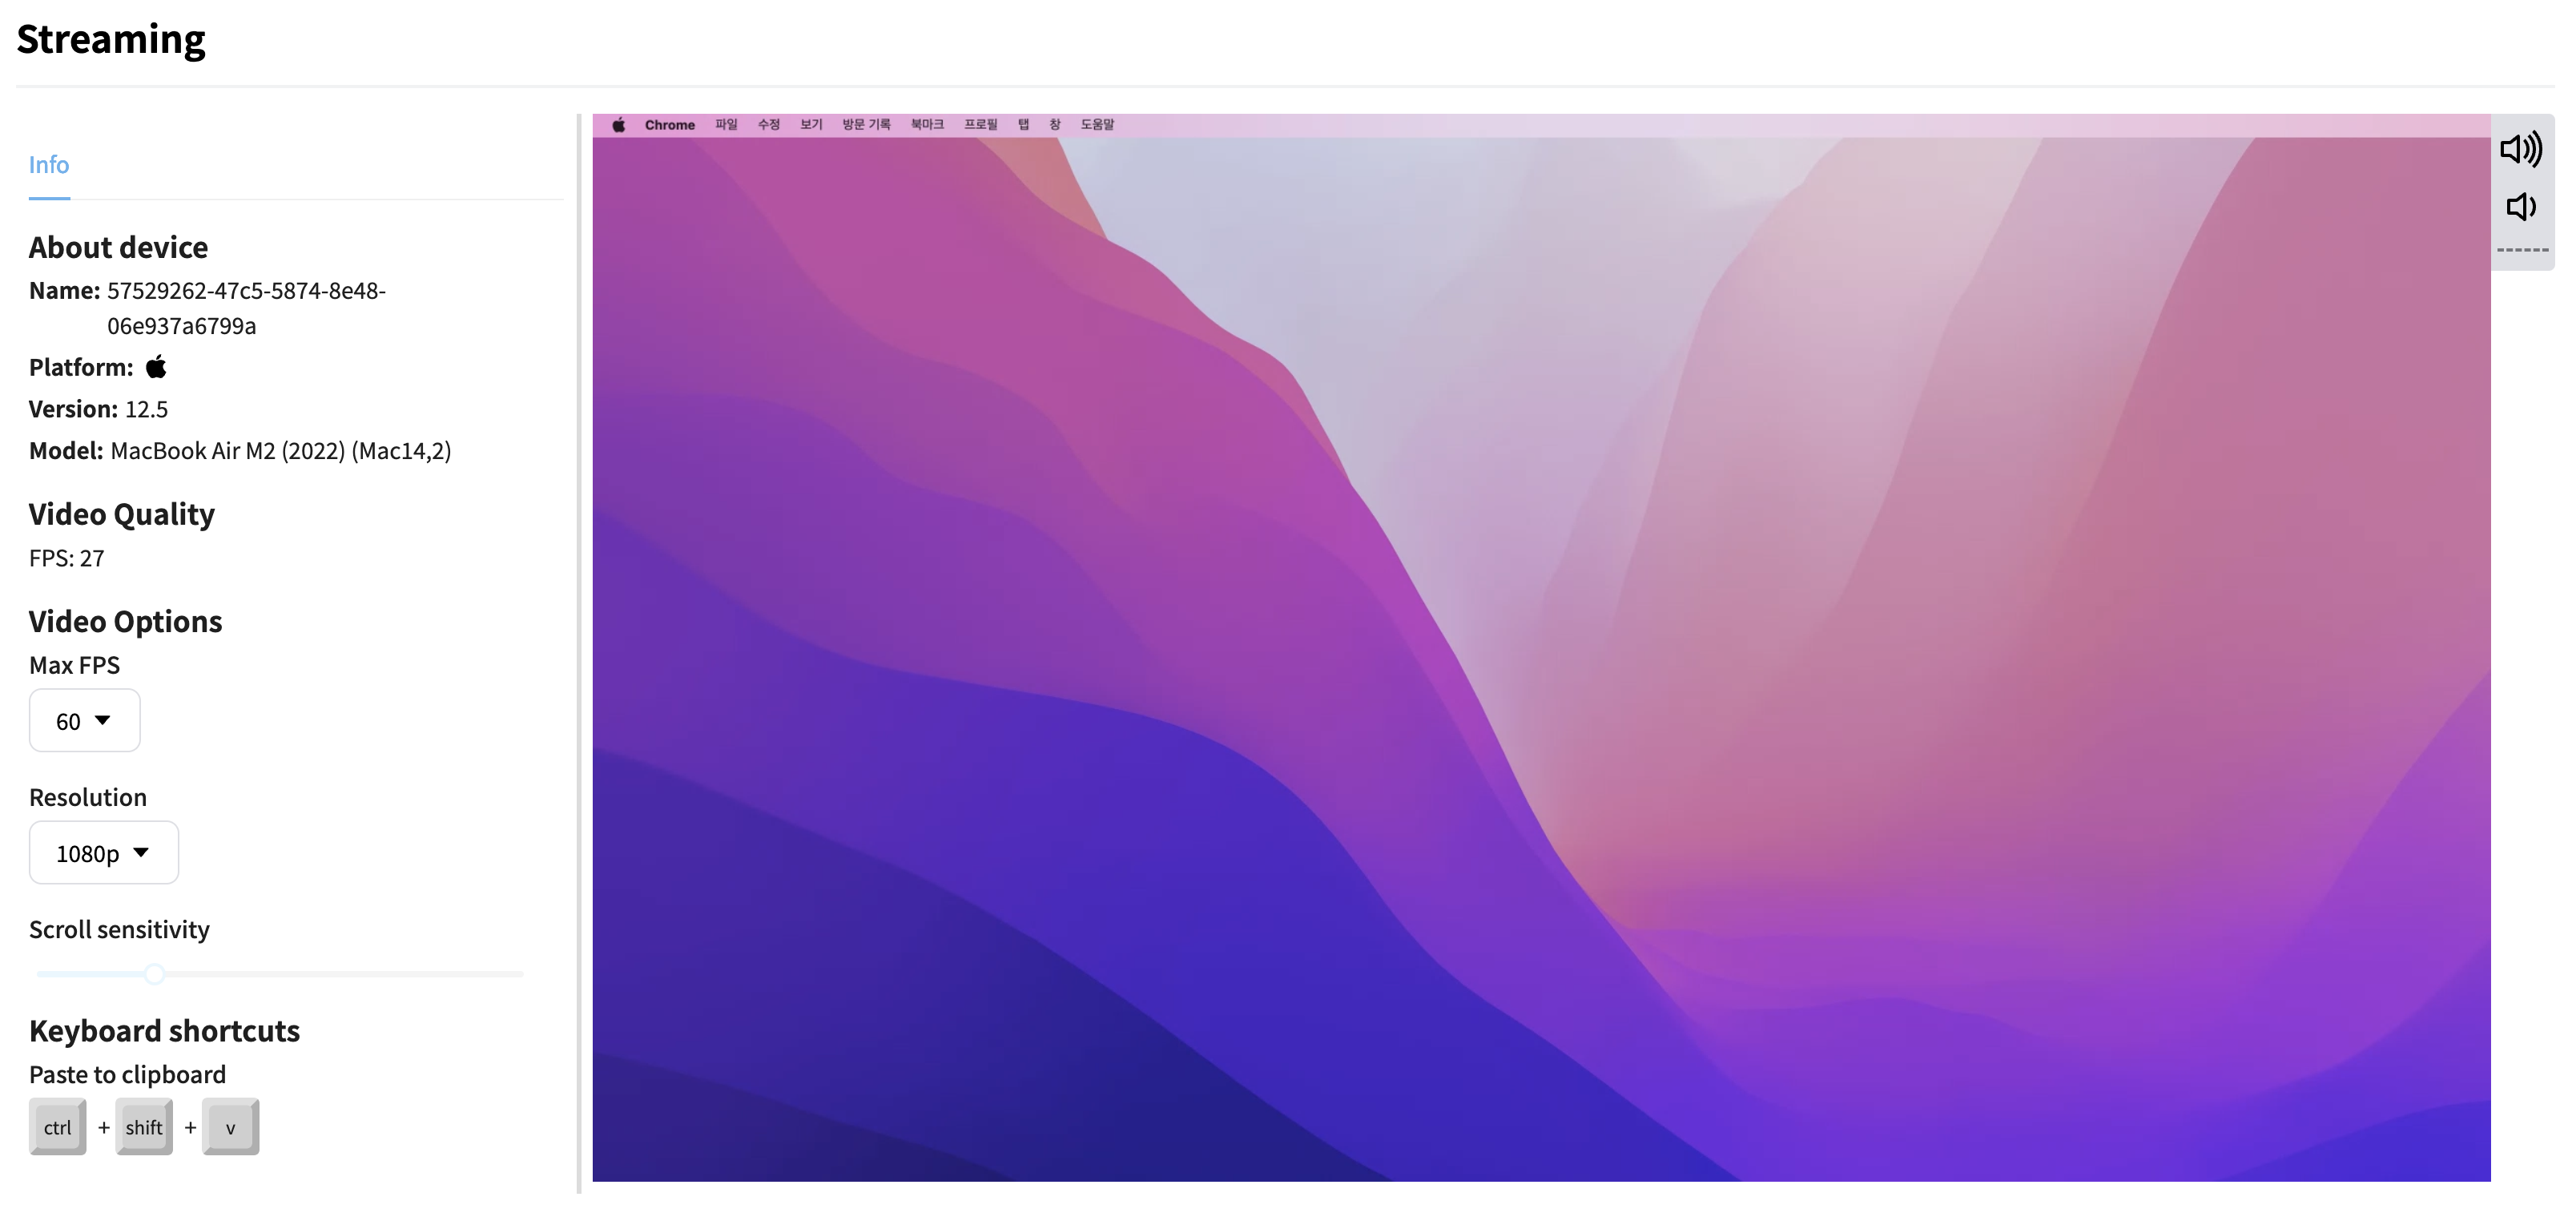 Streaming
Info
About device
Name: 57529262-47c5-5874-8e48-
06e937a6799a
Platform:
Version: 12.5
Model: MacBook Air M2 (2022) (Mac14,2)
Video Quality
FPS: 27
Video Options
Max FPS
60
Resolution
1080p
Scroll sensitivity
Keyboard shortcuts
Paste to clipboard
ctrl + shift + v
Chrome 파일 수정 보기 방문 기록 북마크 프로필 탭 창 도움말